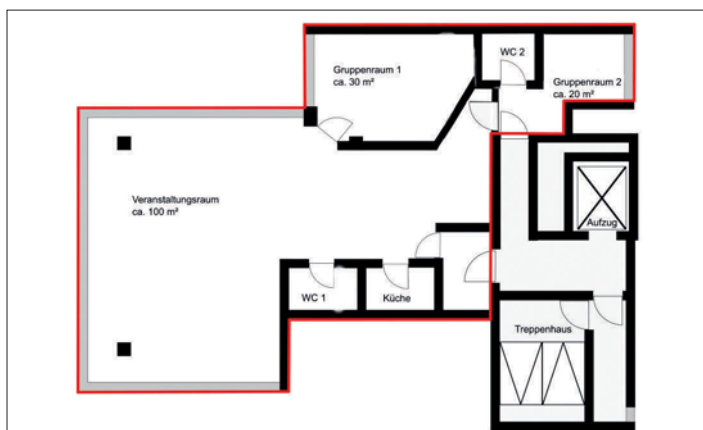 WC 2
Gruppenraum 1
ca. 30 m²
Gruppenraum 2
ca. 20 m²
Veranstaltungsraum
ca. 100 m²
Aufzug
WC 1
Küche
Treppenhaus